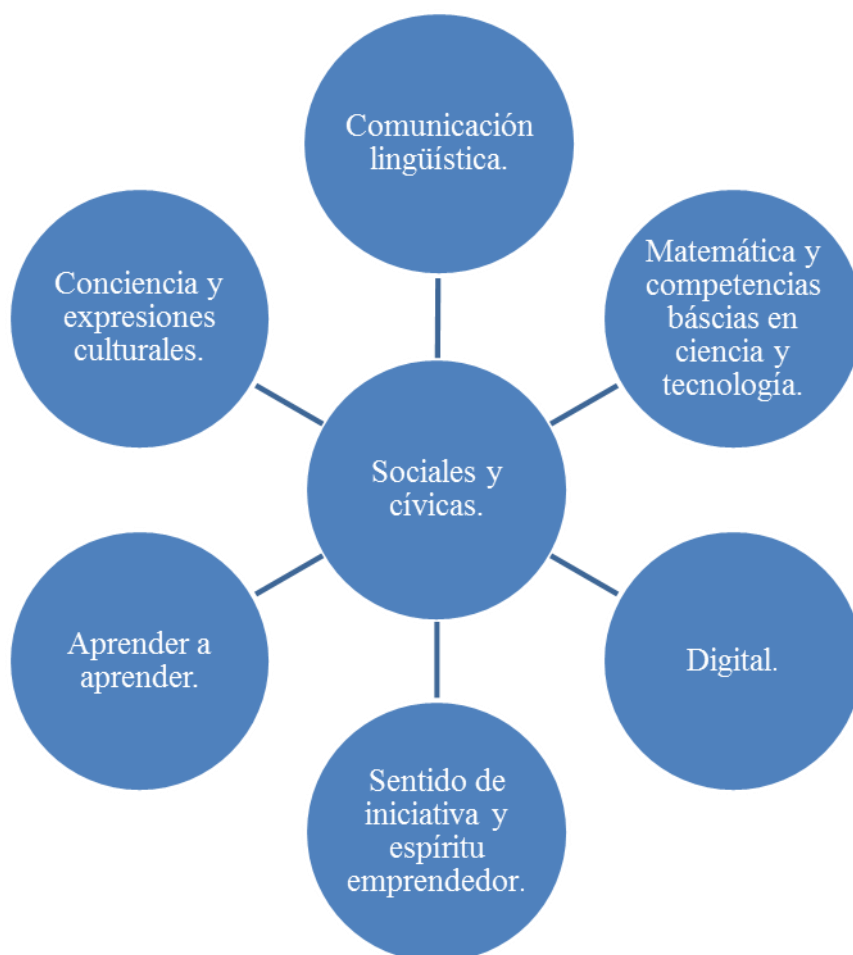 Comunicación
lingüística.
Matemática y
competencias
báscias en
ciencia y
tecnología.
Conciencia y
expresiones
culturales.
Sociales y
cívicas.
Aprender a
aprender.
Digital.
Sentido de
iniciativa y
espíritu
emprendedor.